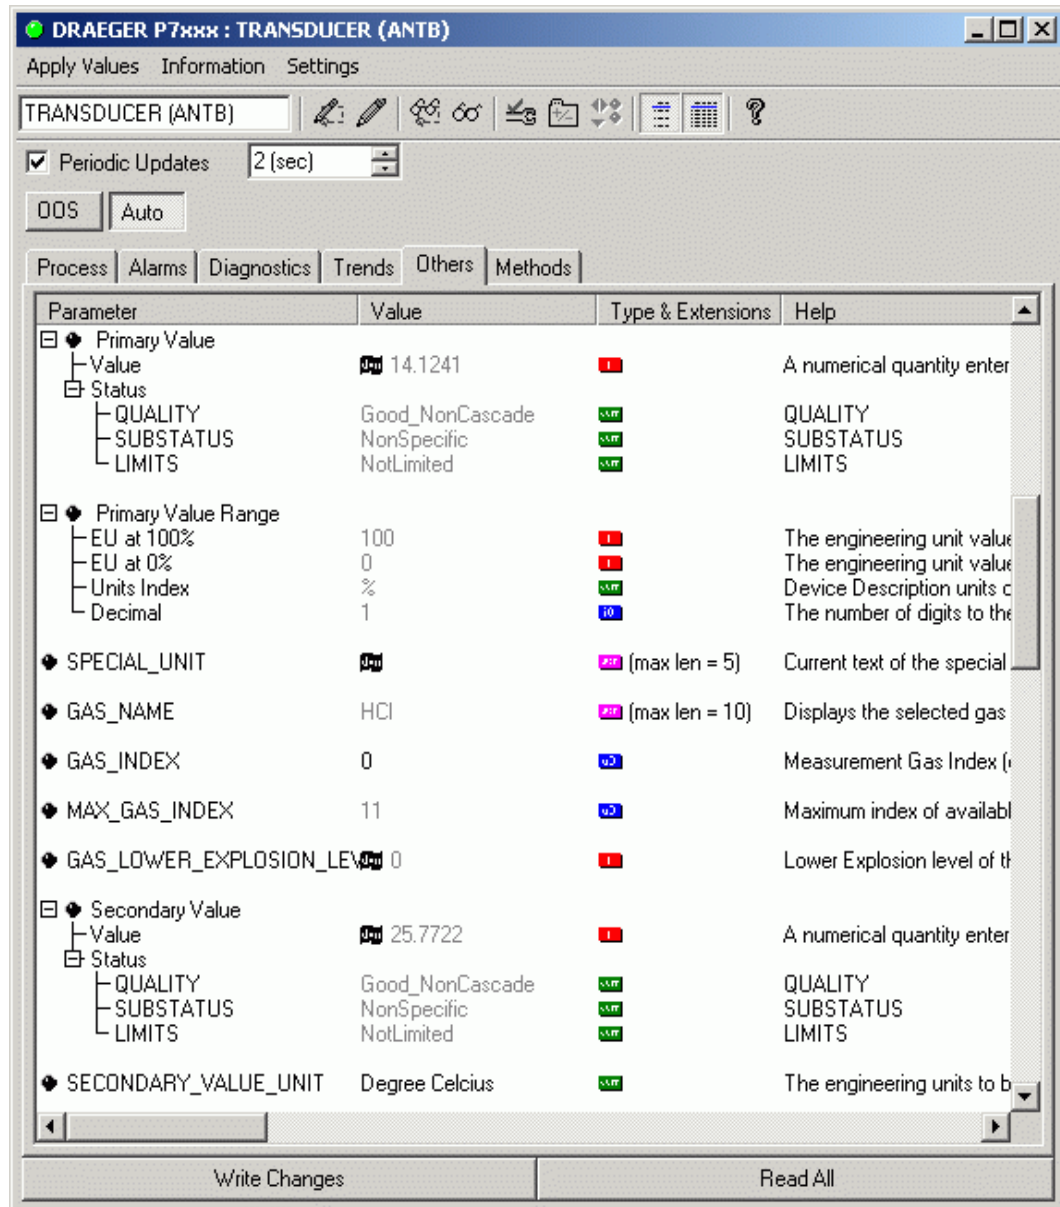 DRAEGER P7xxx : TRANSDUCER (ANTB)
Apply Values Information Settings
TRANSDUCER (ANTB)
Periodic Updates 2 (sec)
OOS Auto
Process Alarms Diagnostics Trends Others Methods
Parameter Value Type & Extensions Help
Primary Value
Value 14.1241 A numerical quantity enter
Status
QUALITY Good_NonCascade QUALITY
SUBSTATUS NonSpecific SUBSTATUS
LIMITS NotLimited LIMITS
Primary Value Range
EU at 100% 100 The engineering unit value
EU at 0% 0 The engineering unit value
Units Index % Device Description units c
Decimal 1 The number of digits to the
SPECIAL_UNIT (max len = 5) Current text of the special
GAS_NAME HCl (max len = 10) Displays the selected gas
GAS_INDEX 0 Measurement Gas Index (
MAX_GAS_INDEX 11 Maximum index of availabl
GAS_LOWER_EXPLOSION_LEV 0 Lower Explosion level of th
Secondary Value
Value 25.7722 A numerical quantity enter
Status
QUALITY Good_NonCascade QUALITY
SUBSTATUS NonSpecific SUBSTATUS
LIMITS NotLimited LIMITS
SECONDARY_VALUE_UNIT Degree Celcius The engineering units to b
Write Changes Read All